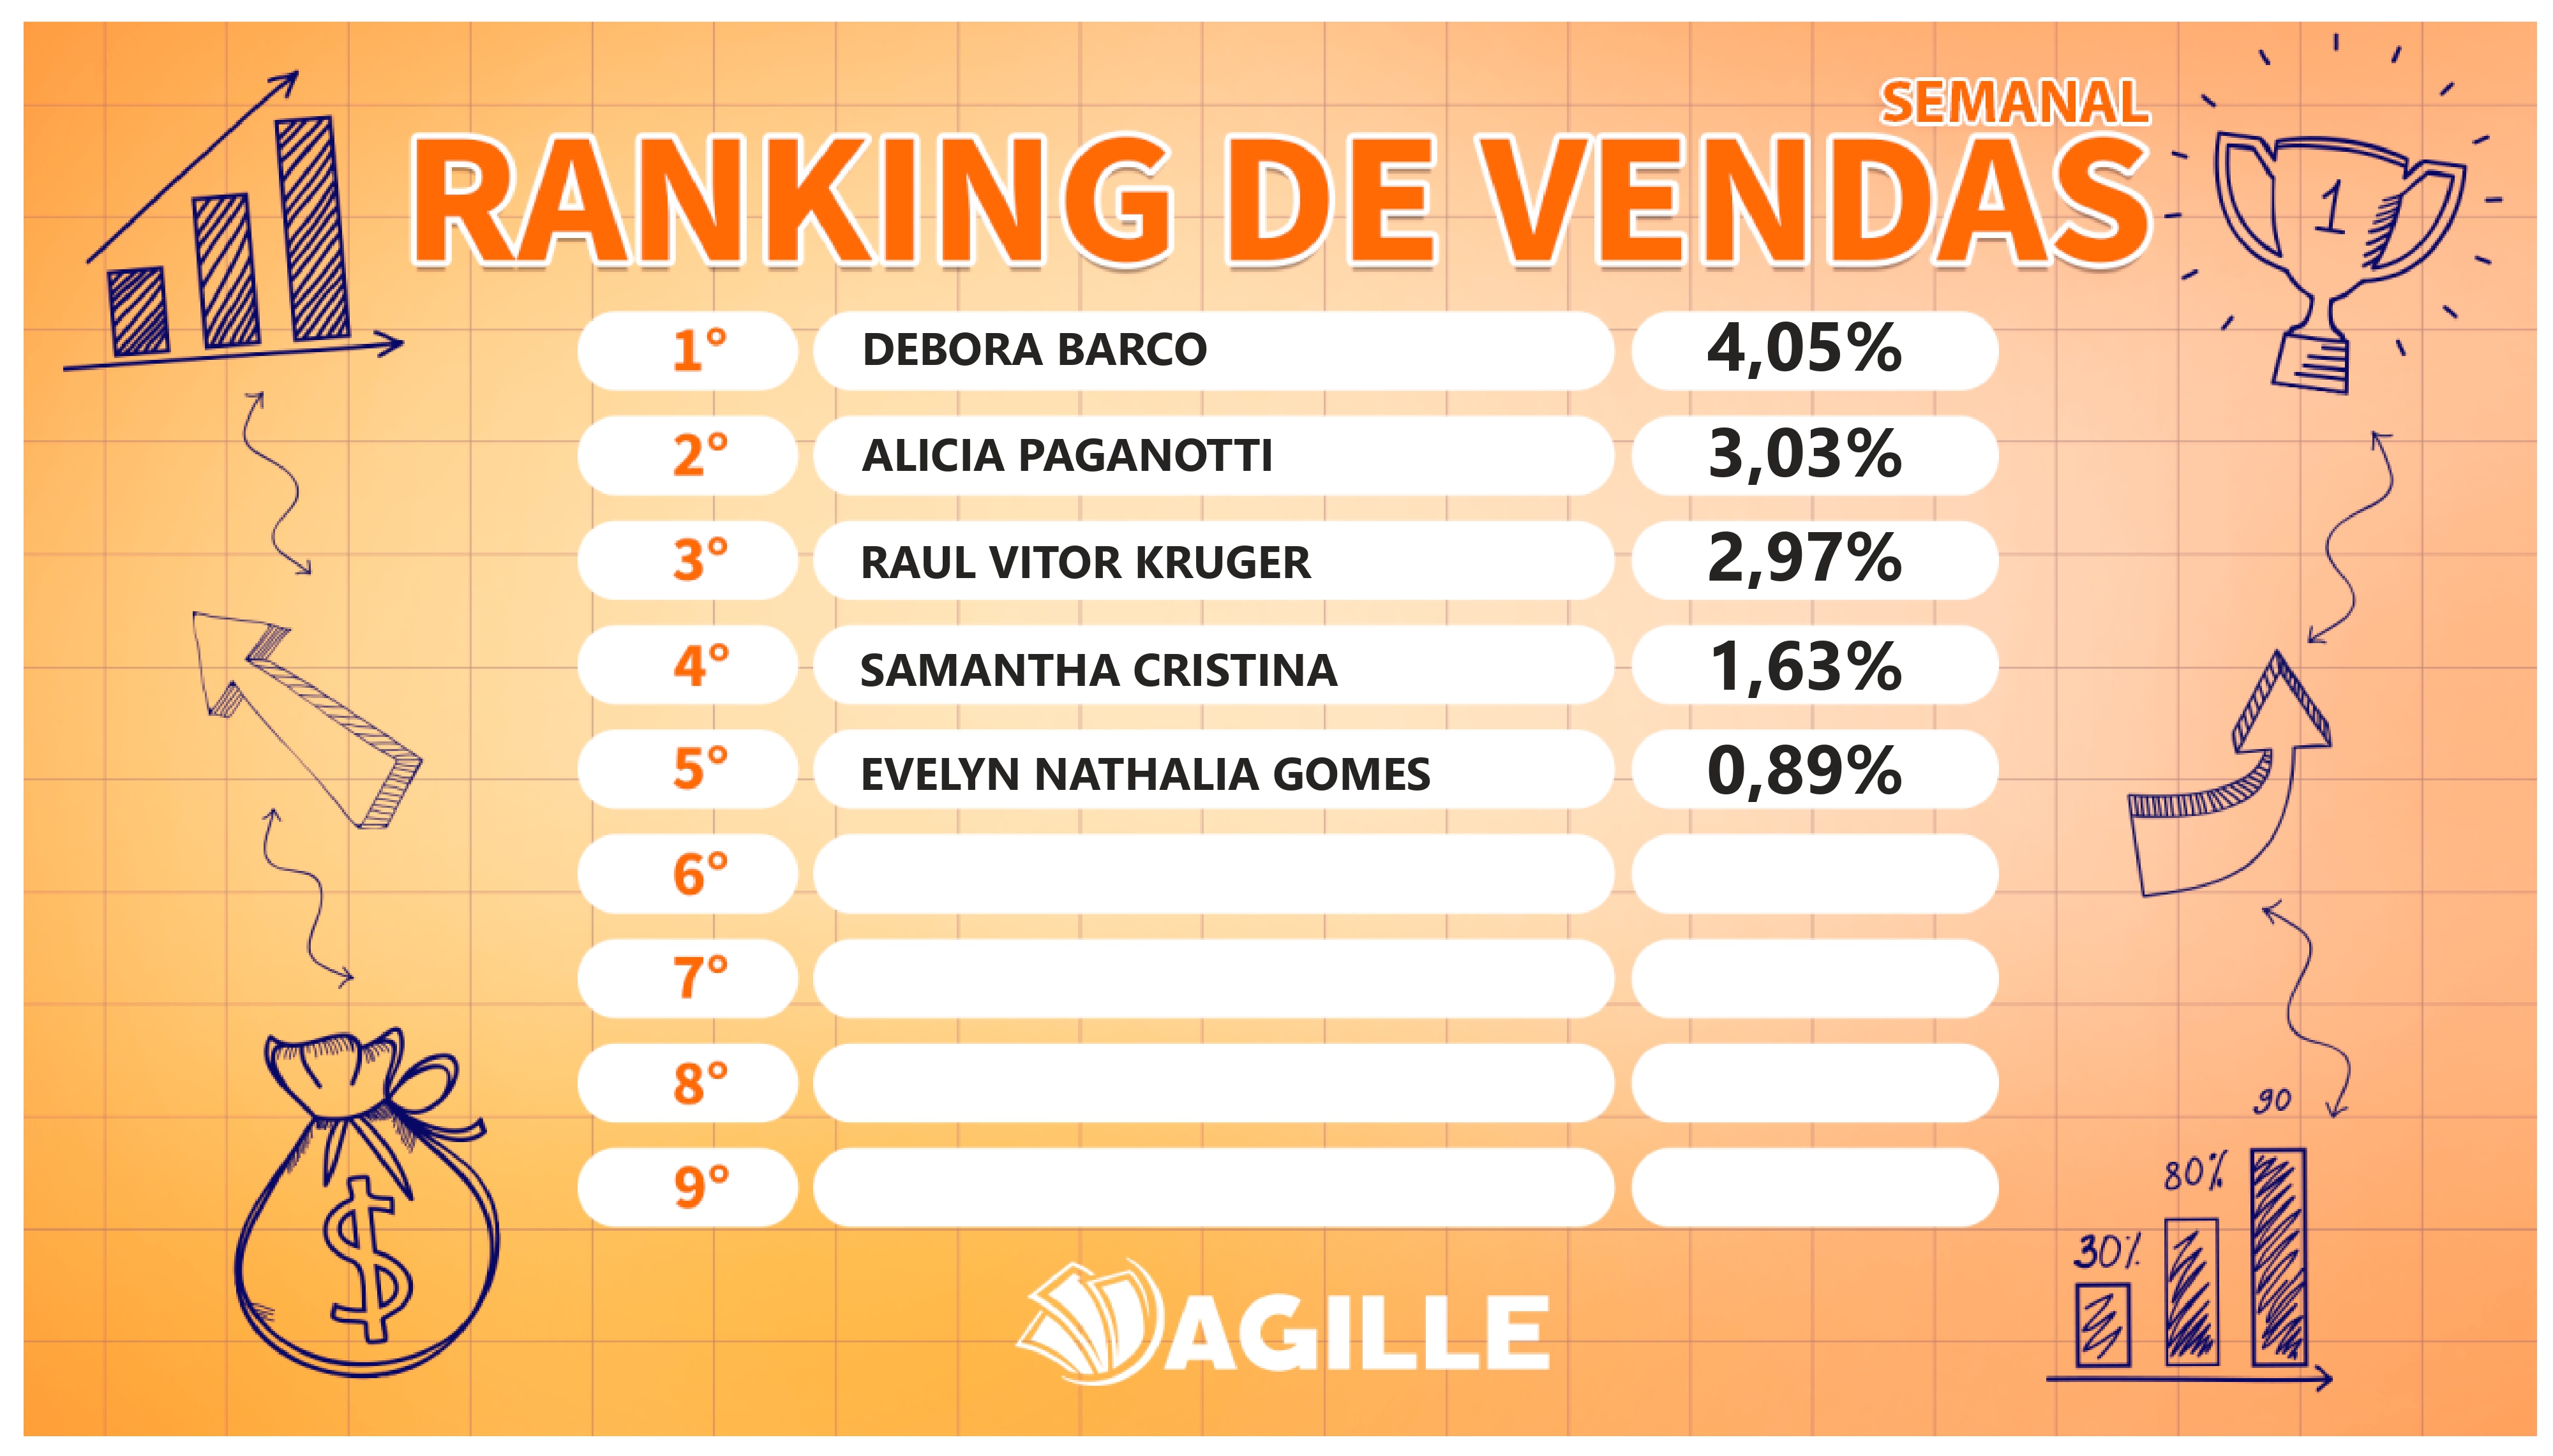 SEMANAL
RANKING DE VENDAS
1
1° DEBORA BARCO 4,05%
2° ALICIA PAGANOTTI 3,03%
3° RAUL VITOR KRUGER 2,97%
4° SAMANTHA CRISTINA 1,63%
5° EVELYN NATHALIA GOMES 0,89%
6°
7°
8°
9°
$
90
80%
30%
AGILLE